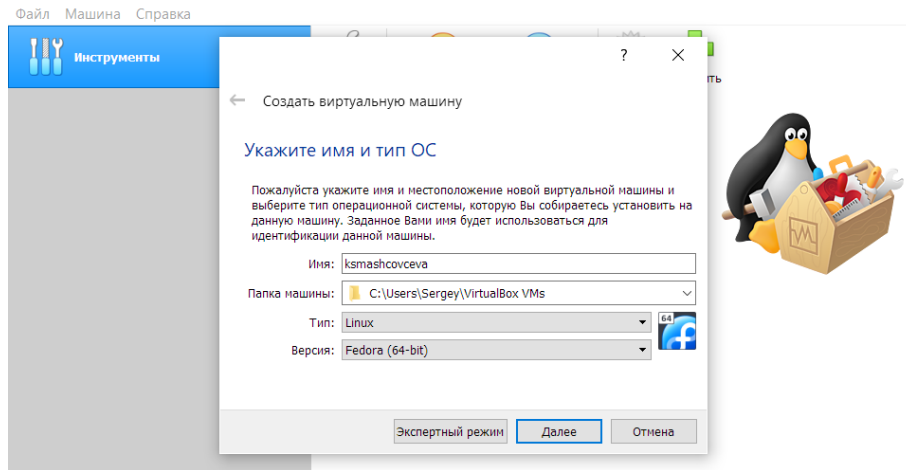 Файл Машина Справка
Инструменты
ть
?
Создать виртуальную машину
Укажите имя и тип ОС
Пожалуйста укажите имя и местоположение новой виртуальной машины и
выберите тип операционной системы, которую Вы собираетесь установить на
данную машину. Заданное Вами имя будет использоваться для
идентификации данной машины.
Имя: ksmashcovceva
Папка машины: C:\Users\Sergey\VirtualBox VMs
Тип: Linux
64
Версия: Fedora (64-bit)
Экспертный режим Далее Отмена